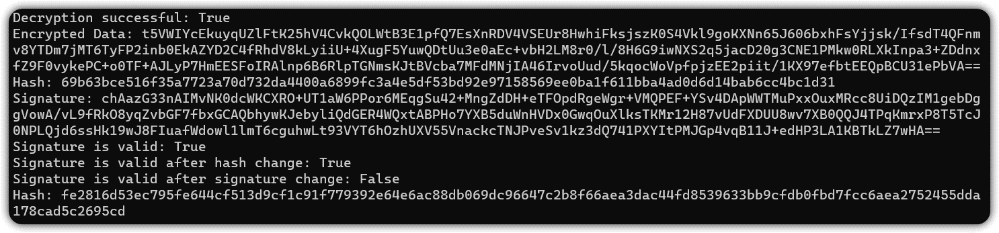 Decryption successful: True
Encrypted Data: t5VWIYcEkuyqUZlFtK25hV4CvkQOLWtB3E1pfQ7EsXnRDV4VSEUr8HwhiFksjszK0S4Vkl9goKXNn65J606bxhFsYjjsk/IfsdT4QFnm
v8YTDm7jMT6TyFP2inb0EkAZYD2C4fRhdV8kLyiiU+4XugF5YuwQDtUu3e0aEc+vbH2LM8r0/l/8H6G9iwNXS2q5jacD20g3CNE1PMkw0RLXkInpa3+ZDdnx
fZ9F0vykePC+o0TF+AJLyP7HmEESFoIRAlnp6B6RlpTGNmsKJtBVcba7MFdMNjIA46IrvoUud/5kqocWoVpfpjzEE2piit/1KX97efbtEEQpBCU31ePbVA==
Hash: 69b63bce516f35a7723a70d732da4400a6899fc3a4e5df53bd92e97158569ee0ba1f611bba4ad0d6d14bab6cc4bc1d31
Signature: chAazG33nAIMvNK0dcWKCXRO+UT1aW6PPor6MEqgSu42+MngZdDH+eTFOpdRgeWgr+VMQPEF+YSv4DApWWTMuPxxOuxMRcc8UiDQzIM1gebDg
gVowA/vL9fRkO8yqZvbGF7fbxGCAQbhywKJebyliQdGER4WQxtABPHo7YXB5duWnHVDx0GwqOuXlksTKMr12H87vUdFXDUU8wv7XB0QQJ4TPqKmrxP8T5TcJ
0NPLQjd6ssHk19wJ8FIuafWdowl1lmT6cguhwLt93VYT6hOzhUXV55VnackcTNJPveSv1kz3dQ741PXYItPMJGp4vqB11J+edHP3LA1KBTkLZ7wHA==
Signature is valid: True
Signature is valid after hash change: True
Signature is valid after signature change: False
Hash: fe2816d53ec795fe644cf513d9cf1c91f779392e64e6ac88db069dc96647c2b8f66aea3dac44fd8539633bb9cfdb0fbd7fcc6aea2752455dda
178cad5c2695cd